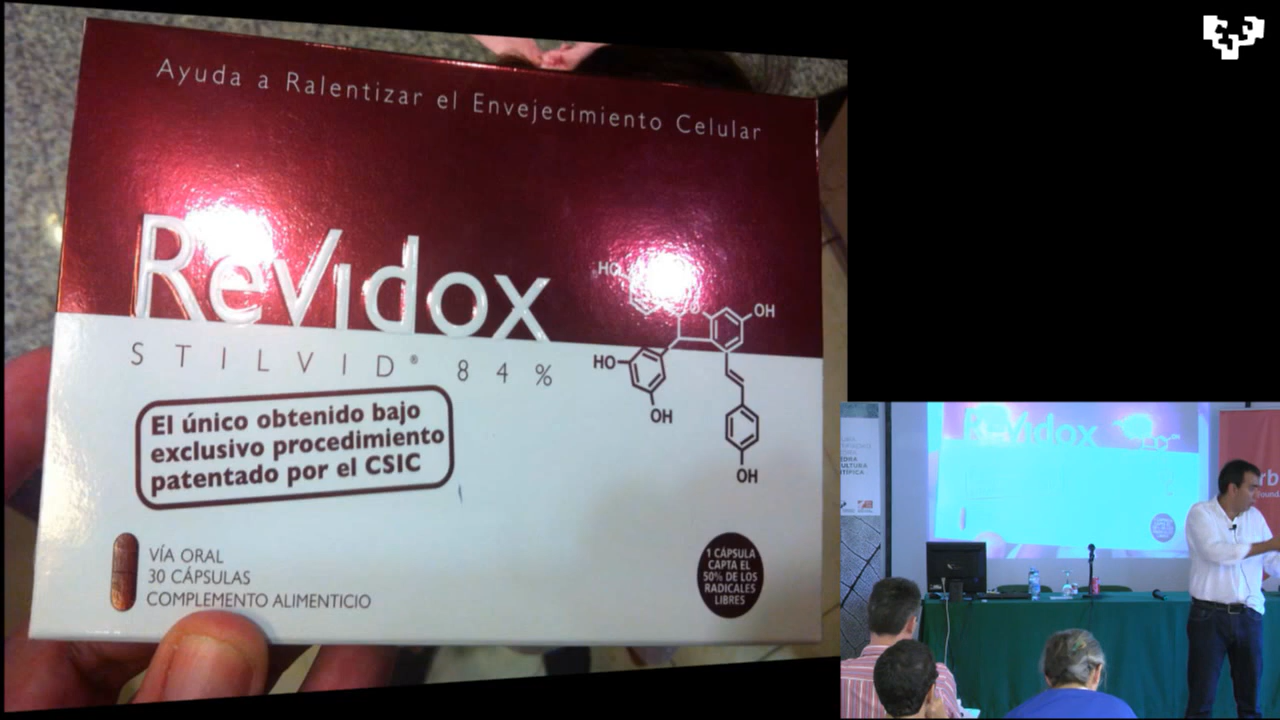 Ayuda a Ralentizar el Envejecimiento Celular
ReVidox
STILVID® 84%
El único obtenido bajo
exclusivo procedimiento
patentado por el CSIC
VÍA ORAL
30 CÁPSULAS
COMPLEMENTO ALIMENTICIO
1 CÁPSULA
CAPTA EL
50% DE LOS
RADICALES
LIBRES
HO
OH
HO
OH
OH
ReVidox